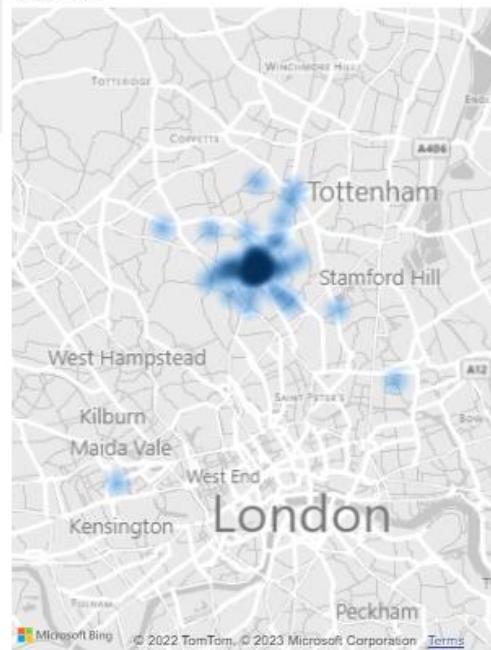 WINCHMORE HILL
TOTTERIDGE
COPPETTS
A406
Tottenham
Stamford Hill
West Hampstead
A12
SAINT PETER'S
Kilburn
Maida Vale
West End
London
Kensington
FULHAM
Peckham
Microsoft Bing © 2022 TomTom, © 2023 Microsoft Corporation Terms